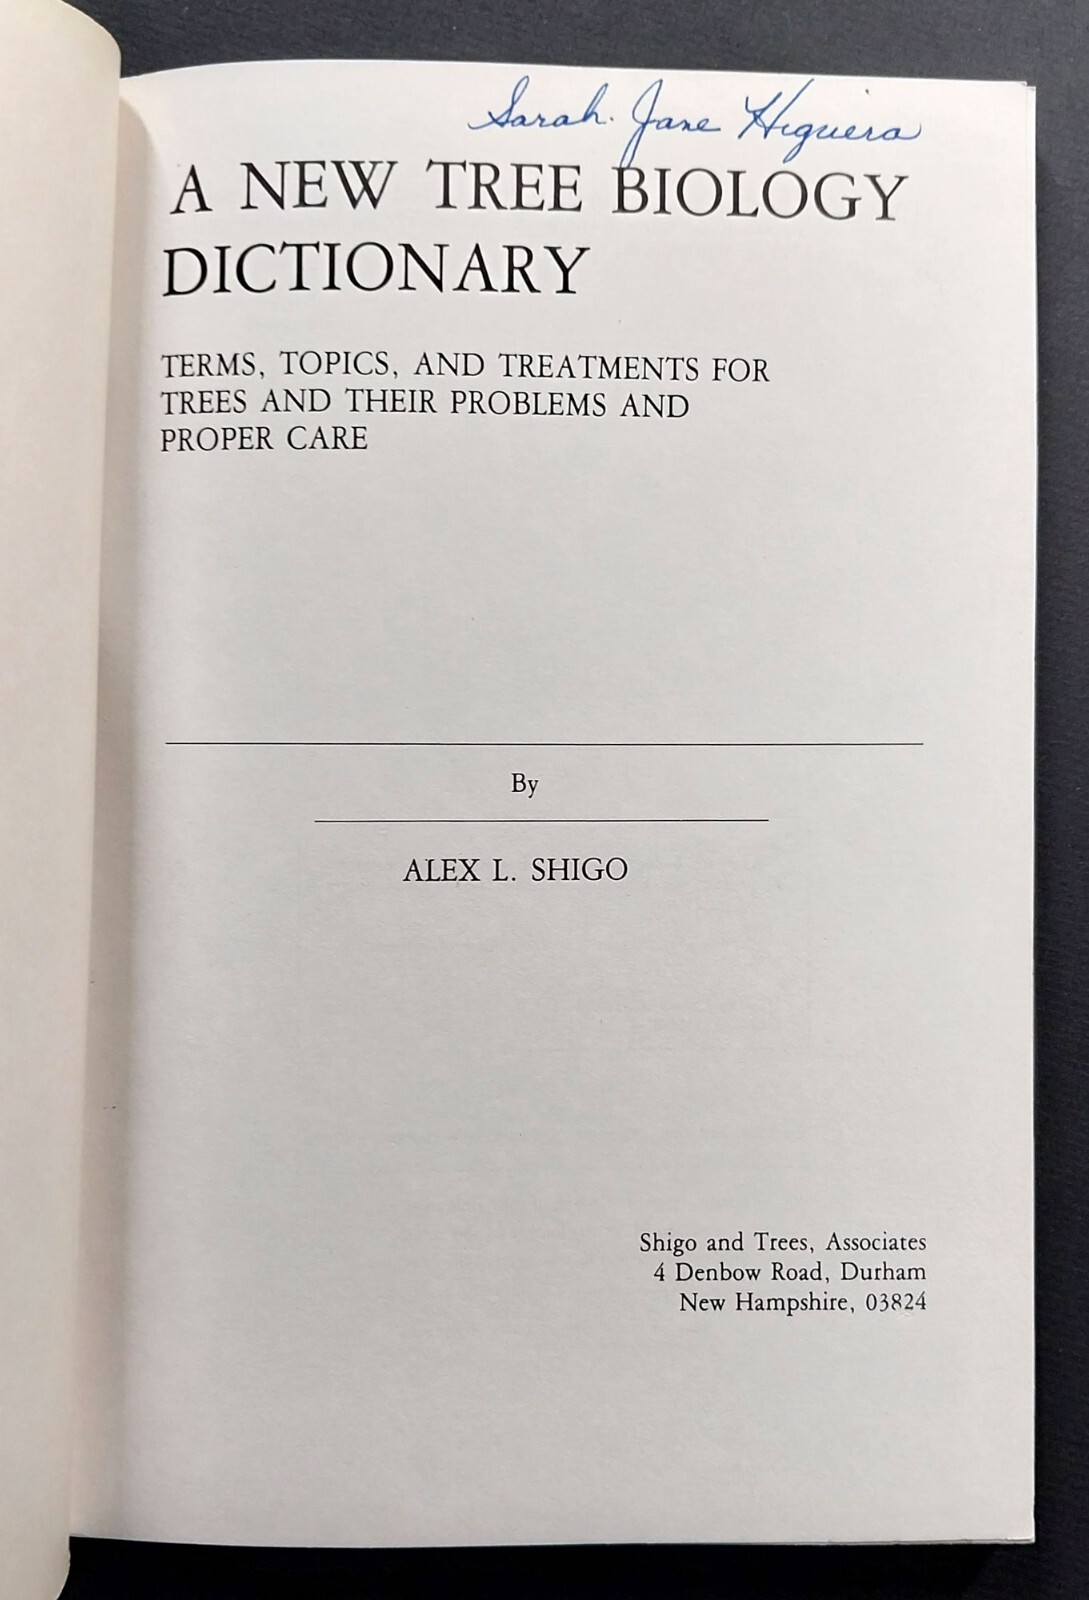 Sarah. Jane Higuera
A NEW TREE BIOLOGY
DICTIONARY
TERMS, TOPICS, AND TREATMENTS FOR
TREES AND THEIR PROBLEMS AND
PROPER CARE
By
ALEX L. SHIGO
Shigo and Trees, Associates
4 Denbow Road, Durham
New Hampshire, 03824